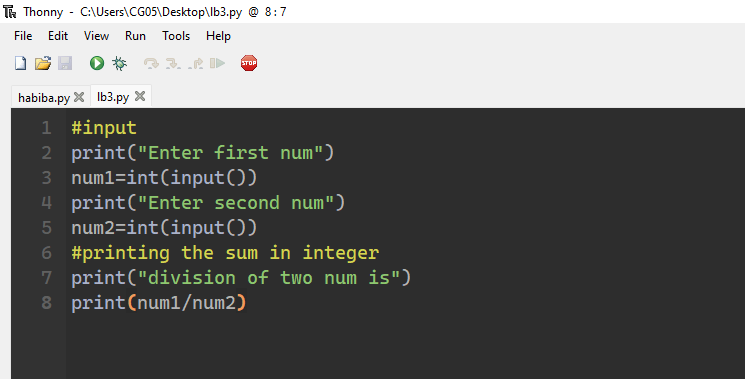 Thonny - C:\Users\CG05\Desktop\lb3.py @ 8:7
File Edit View Run Tools Help
STOP
habiba.py lb3.py
1 #input
2 print("Enter first num")
3 num1=int(input())
4 print("Enter second num")
5 num2=int(input())
6 #printing the sum in integer
7 print("division of two num is")
8 print(num1/num2)